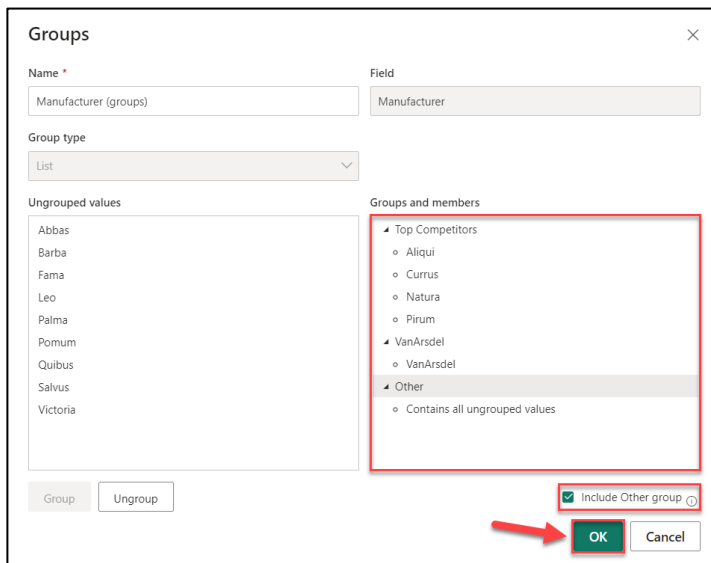 Groups
Name *
Field
Manufacturer (groups)
Manufacturer
Group type
List
Ungrouped values
Groups and members
Abbas
Barba
Fama
Leo
Palma
Pomum
Quibus
Salvus
Victoria
Top Competitors
Aliqui
Currus
Natura
Pirum
VanArsdel
VanArsdel
Other
Contains all ungrouped values
Group
Ungroup
Include Other group
OK
Cancel